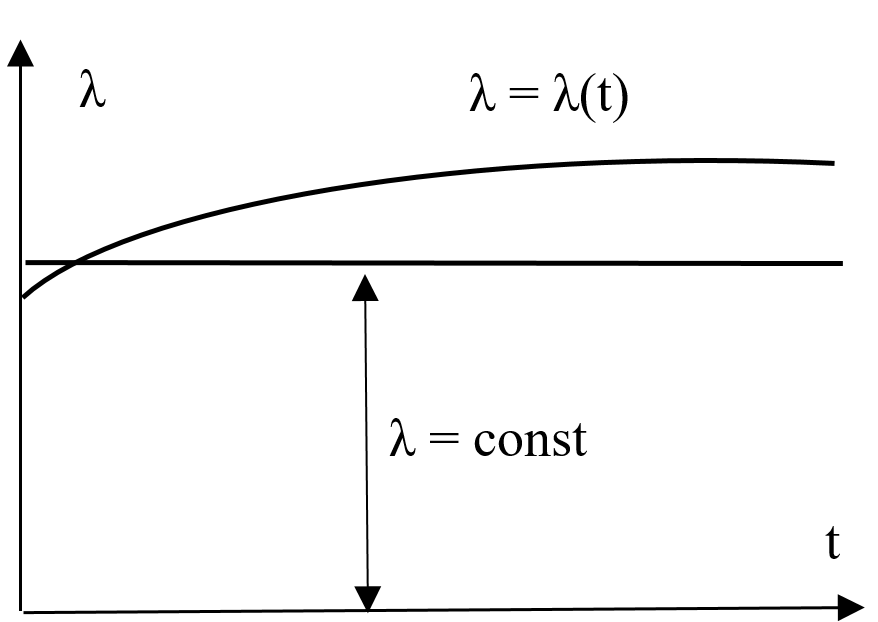 λ
λ = λ(t)
λ = const
t